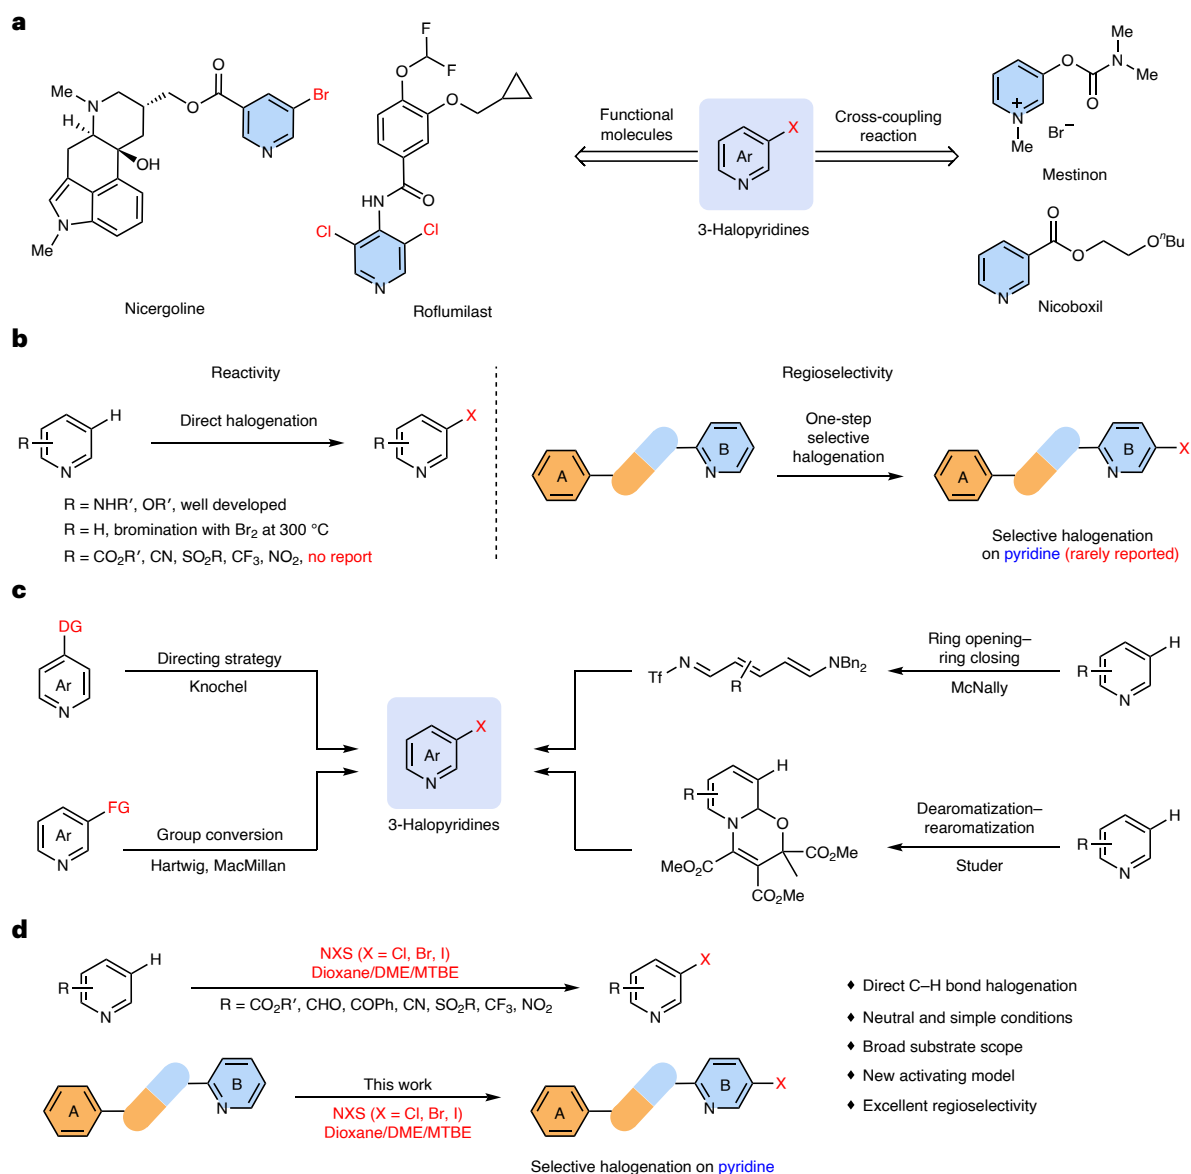 a
Me
N
H
OH
N
Me
O
O
Br
N
Nicergoline
F
F
O
O
HN
O
Cl
Cl
N
Roflumilast
Functional
molecules
X
Ar
N
3-Halopyridines
Cross-coupling
reaction
Me
O
N
Me
O
N
+
Me
Br−
Mestinon
O
O
OⁿBu
N
Nicoboxil
b
Reactivity
H
R
N
Direct halogenation
X
R
N
R = NHR′, OR′, well developed
R = H, bromination with Br₂ at 300 °C
R = CO₂R′, CN, SO₂R, CF₃, NO₂, no report
Regioselectivity
A
B
N
One-step
selective
halogenation
A
B
N
X
Selective halogenation
on pyridine (rarely reported)
c
DG
Ar
N
Directing strategy
Knochel
FG
Ar
N
Group conversion
Hartwig, MacMillan
X
Ar
N
3-Halopyridines
N
Tf
R
NBn₂
Ring opening–
ring closing
McNally
H
R
N
H
R
N
O
MeO₂C
CO₂Me
CO₂Me
Dearomatization–
rearomatization
Studer
H
R
N
d
H
R
N
NXS (X = Cl, Br, I)
Dioxane/DME/MTBE
R = CO₂R′, CHO, COPh, CN, SO₂R, CF₃, NO₂
X
R
N
A
B
N
This work
NXS (X = Cl, Br, I)
Dioxane/DME/MTBE
A
B
N
X
Selective halogenation on pyridine
♦ Direct C–H bond halogenation
♦ Neutral and simple conditions
♦ Broad substrate scope
♦ New activating model
♦ Excellent regioselectivity